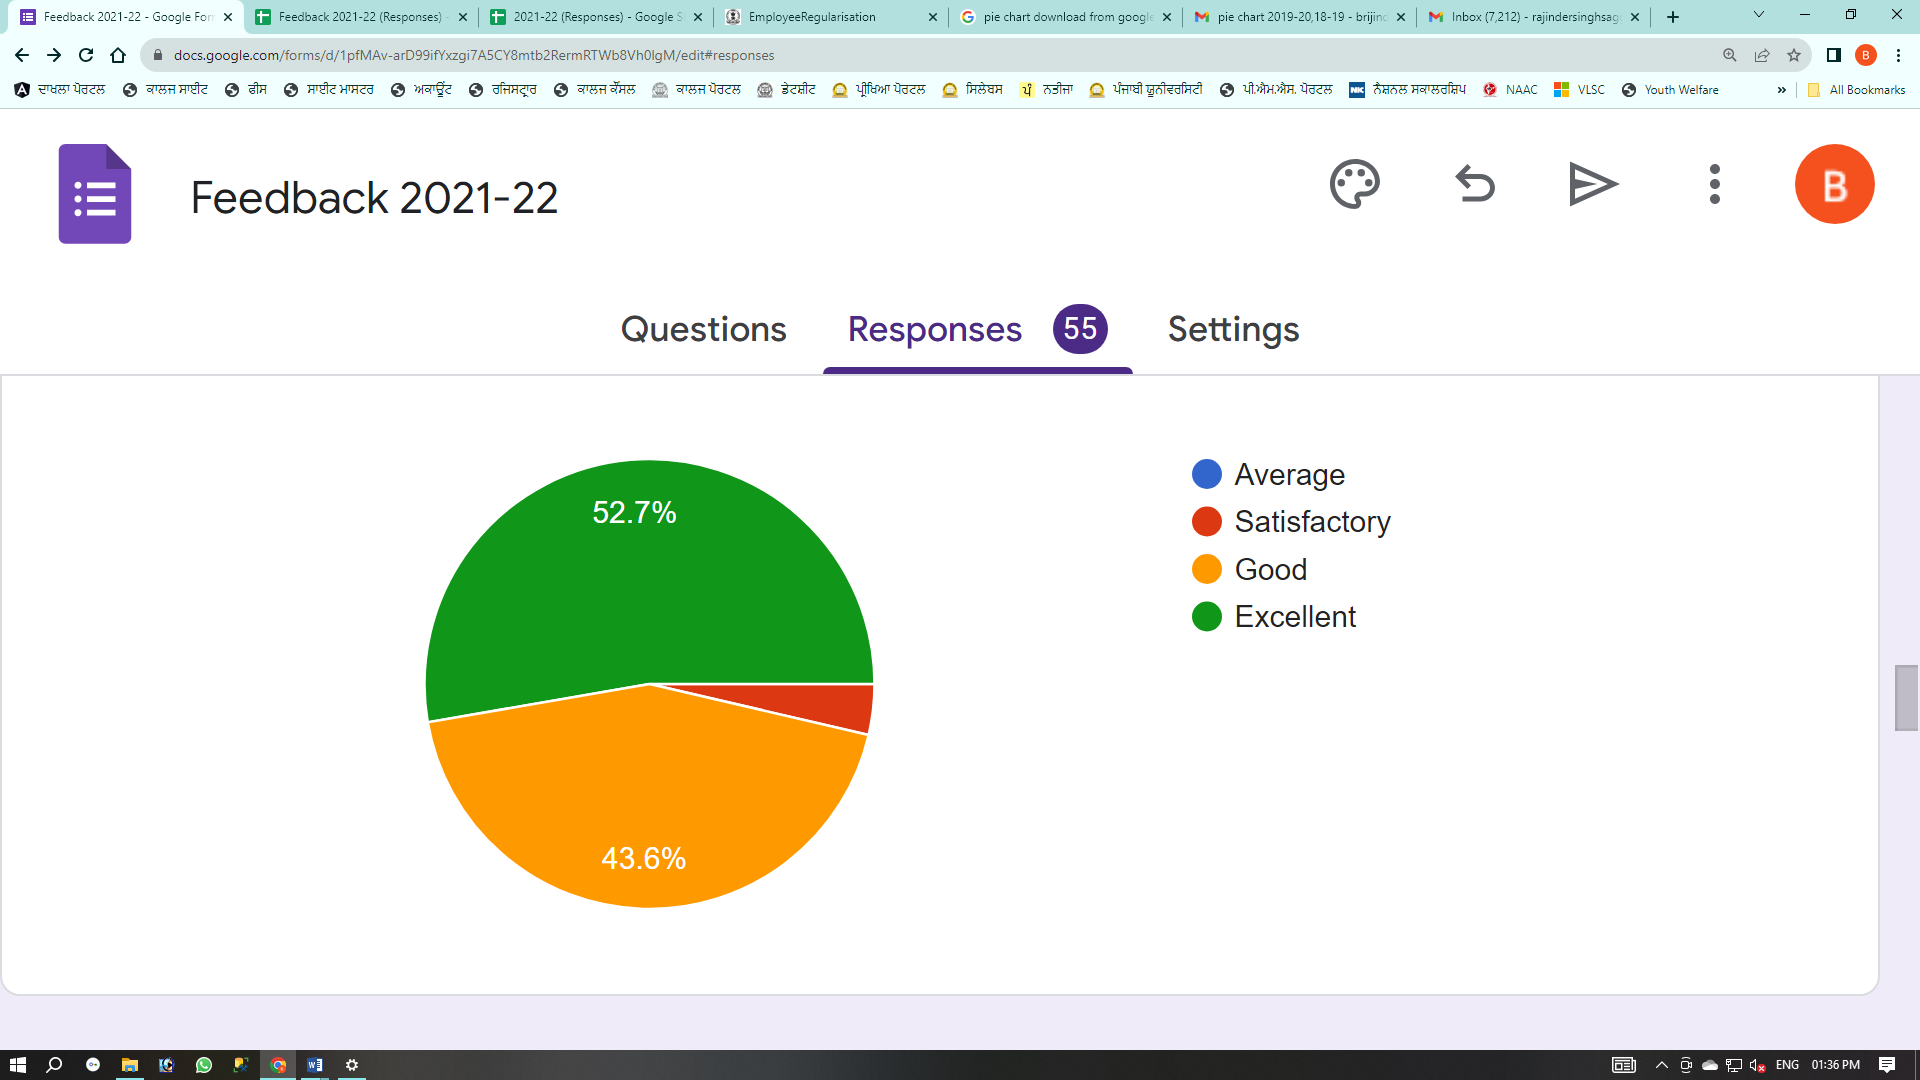 Feedback 2021-22 - Google Forn
Feedback 2021-22 (Responses) -
2021-22 (Responses) - Google S
EmployeeRegularisation
pie chart download from google
pie chart 2019-20,18-19 - brijind
Inbox (7,212) - rajindersinghsag
docs.google.com/forms/d/1pfMAv-arD99ifYxzgi7A5CY8mtb2RermRTWb8Vh0lgM/edit#responses
B
ਦਾਖਲਾ ਪੋਰਟਲ
ਕਾਲਜ ਸਾਈਟ
ਫੀਸ
ਸਾਈਟ ਮਾਸਟਰ
ਅਕਾਊਂਟ
ਰਜਿਸਟ੍ਰਾਰ
ਕਾਲਜ ਕੌਂਸਲ
ਕਾਲਜ ਪੋਰਟਲ
ਡੇਟਸ਼ੀਟ
ਪ੍ਰੀਖਿਆ ਪੋਰਟਲ
ਸਿਲੇਬਸ
ਨਤੀਜਾ
ਪੰਜਾਬੀ ਯੂਨੀਵਰਸਿਟੀ
ਪੀ.ਐਮ.ਐਸ. ਪੋਰਟਲ
ਨੈਸ਼ਨਲ ਸਕਾਲਰਸ਼ਿਪ
NAAC
VLSC
Youth Welfare
»
All Bookmarks
Feedback 2021-22
B
Questions
Responses 55
Settings
52.7%
43.6%
Average
Satisfactory
Good
Excellent
ENG
01:36 PM